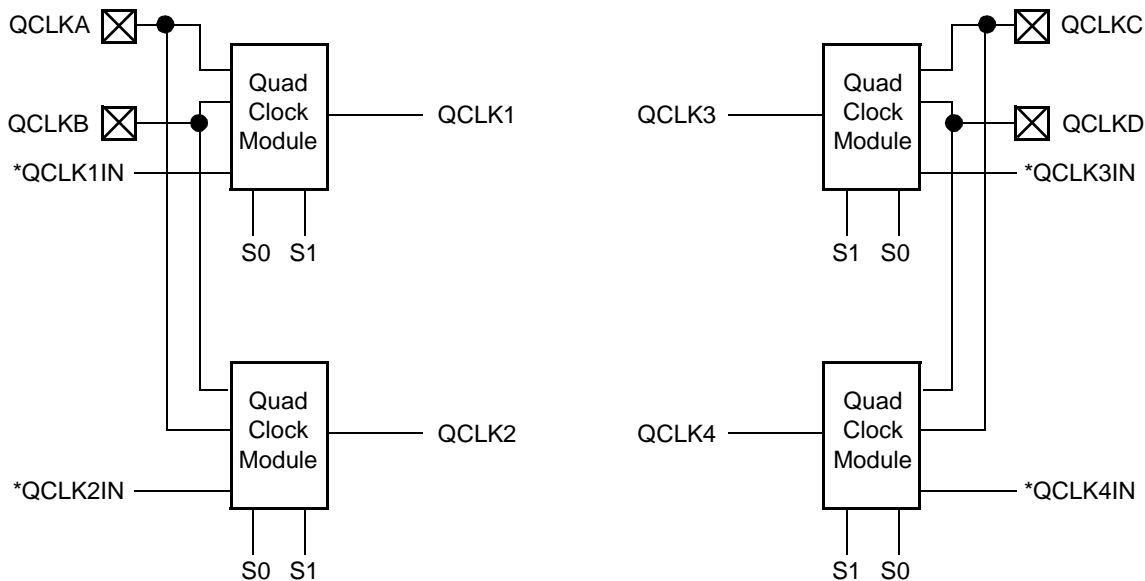 QCLKA
QCLKB
*QCLK1IN
Quad
Clock
Module
QCLK1
S0 S1
QCLK3
Quad
Clock
Module
QCLKC
QCLKD
*QCLK3IN
S1 S0
*QCLK2IN
Quad
Clock
Module
QCLK2
S0 S1
QCLK4
Quad
Clock
Module
*QCLK4IN
S1 S0